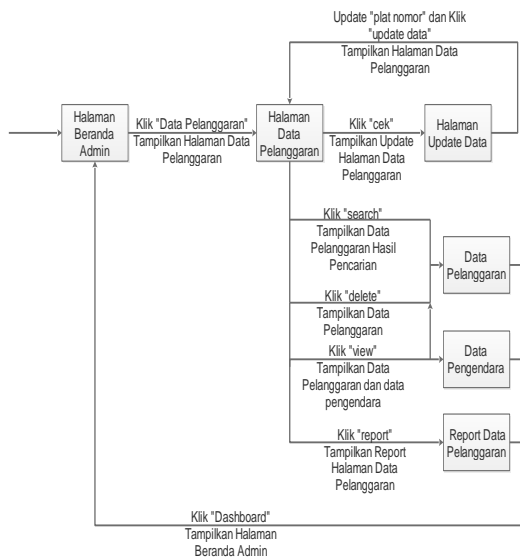 Update "plat nomor" dan Klik
"update data"
Tampilkan Halaman Data
Pelanggaran
Halaman
Beranda
Admin
Klik "Data Pelanggaran"
Tampilkan Halaman Data
Pelanggaran
Halaman
Data
Pelanggaran
Klik "cek"
Tampilkan Update
Halaman Data
Pelanggaran
Halaman
Update Data
Klik "search"
Tampilkan Data
Pelanggaran Hasil
Pencarian
Data
Pelanggaran
Klik "delete"
Tampilkan Data
Pelanggaran
Klik "view"
Tampilkan Data
Pelanggaran dan data
pengendara
Data
Pengendara
Klik "report"
Tampilkan Report
Halaman Data
Pelanggaran
Report Data
Pelanggaran
Klik "Dashboard"
Tampilkan Halaman
Beranda Admin